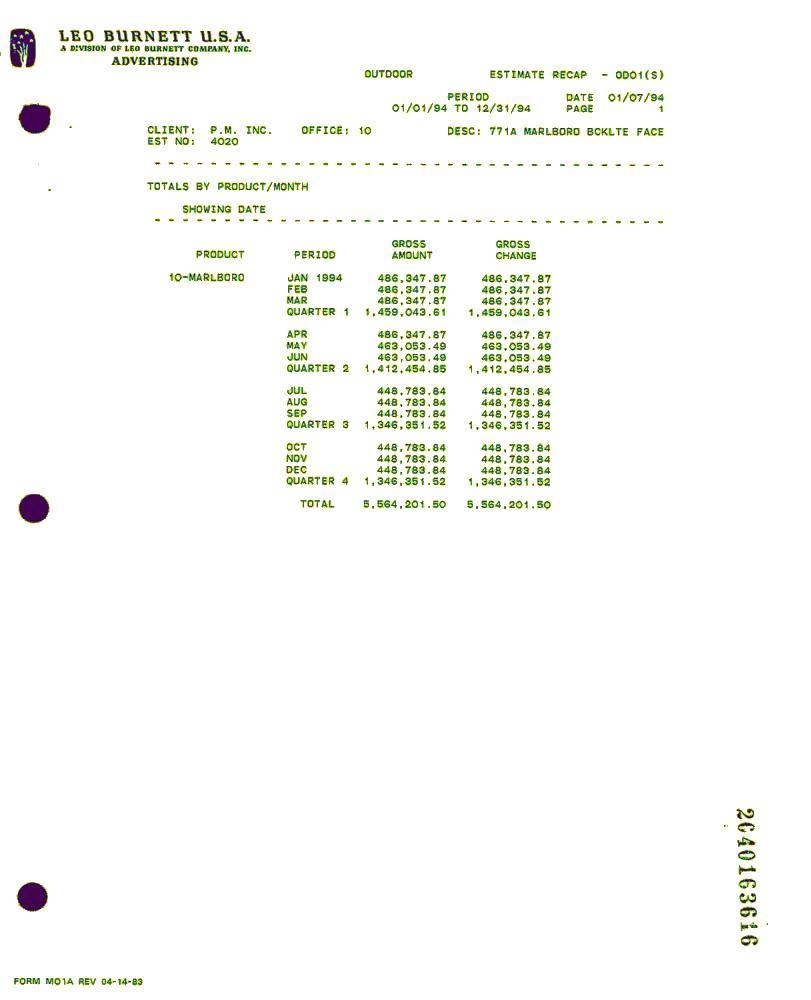 LEO BURNETT U.S.A.
A DIVISION OF LEO BURNETT COMPANY, INC.
ADVERTISING
OUTDOOR ESTIMATE RECAP - OD01(S)
PERIOD DATE 01/07/94
01/01/94 TO 12/31/94 PAGE 1
CLIENT: P.M. INC. OFFICE: 10 DESC: 771A MARLBORO BCKLTE FACE
EST NO: 4020
TOTALS BY PRODUCT/MONTH
SHOWING DATE
GROSS GROSS
PRODUCT PERIOD AMOUNT CHANGE
10-MARLBORO JAN 1994 486,347.87 486,347.87
FEB 486,347.87 486,347.87
MAR 486,347.87 486,347.87
QUARTER 1 1,459,043.61 1,459,043.61
APR 486,347.87 486,347.87
MAY 463,053.49 463,053.49
JUN 463,053.49 463,053.49
QUARTER 2 1,412,454.85 1,412,454.85
JUL 448,783.84 448,783.84
AUG 448,783.84 448,783.84
SEP 448,783.84 448,783.84
QUARTER 3 1,346,351.52 1,346,351.52
OCT 448,783.84 448,783.84
NOV 448,783.84 448,783.84
DEC 448,783.84 448,783.84
QUARTER 4 1,346,351.52 1,346,351.52
TOTAL 5,564,201.50 5,564,201.50
2040163616
FORM MO1A REV 04-14-83